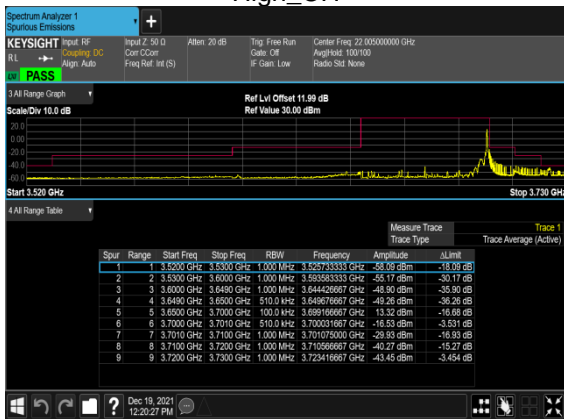 High_CH
Spectrum Analyzer 1
Spurious Emissions
KEYSIGHT Input: RF Input Z: 50 Ω Atten: 20 dB Trig: Free Run Center Freq: 22.005000000 GHz
RL Coupling: DC Corr CCorr Gate: Off Avg|Hold: 100/100
Align: Auto Freq Ref: Int (S) IF Gain: Low Radio Std: None
PASS
3 All Range Graph
Ref Lvl Offset 11.99 dB
Scale/Div 10.0 dB Ref Value 30.00 dBm
20.0
0.00
-20.0
-40.0
-60.0
Start 3.520 GHz Stop 3.730 GHz
4 All Range Table
Measure Trace Trace 1
Trace Type Trace Average (Active)
Spur Range Start Freq Stop Freq RBW Frequency Amplitude ΔLimit
1 1 3.5200 GHz 3.5300 GHz 1.000 MHz 3.525733333 GHz -58.09 dBm -18.09 dB
2 2 3.5300 GHz 3.6000 GHz 1.000 MHz 3.593583333 GHz -55.17 dBm -30.17 dB
3 3 3.6000 GHz 3.6490 GHz 1.000 MHz 3.644426667 GHz -48.90 dBm -35.90 dB
4 4 3.6490 GHz 3.6500 GHz 510.0 kHz 3.649676667 GHz -49.26 dBm -36.26 dB
5 5 3.6500 GHz 3.7000 GHz 100.0 kHz 3.699166667 GHz 13.32 dBm -16.68 dB
6 6 3.7000 GHz 3.7010 GHz 510.0 kHz 3.700031667 GHz -16.53 dBm -3.531 dB
7 7 3.7010 GHz 3.7100 GHz 1.000 MHz 3.701075000 GHz -29.93 dBm -16.93 dB
8 8 3.7100 GHz 3.7200 GHz 1.000 MHz 3.710566667 GHz -40.27 dBm -15.27 dB
9 9 3.7200 GHz 3.7300 GHz 1.000 MHz 3.723416667 GHz -43.45 dBm -3.454 dB
Dec 19, 2021
12:20:27 PM